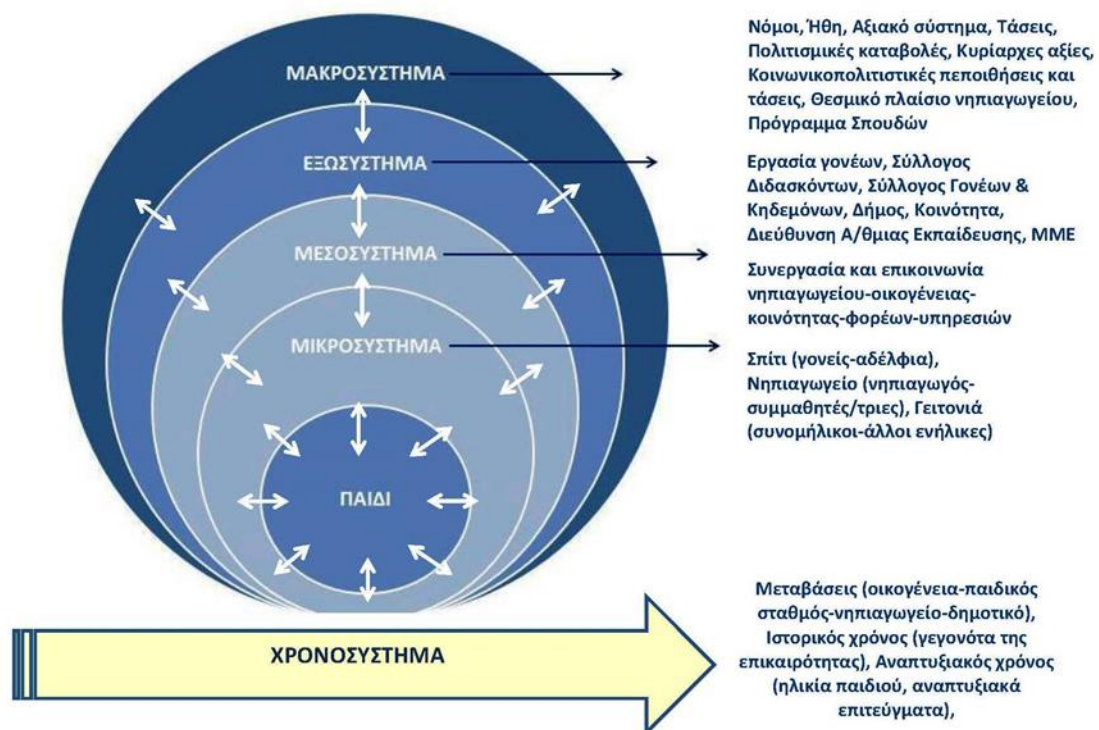 ΜΑΚΡΟΣΥΣΤΗΜΑ
Νόμοι, Ήθη, Αξιακό σύστημα, Τάσεις,
Πολιτισμικές καταβολές, Κυρίαρχες αξίες,
Κοινωνικοπολιτιστικές πεποιθήσεις και
τάσεις, Θεσμικό πλαίσιο νηπιαγωγείου,
Πρόγραμμα Σπουδών
ΕΞΩΣΥΣΤΗΜΑ
Εργασία γονέων, Σύλλογος
Διδασκόντων, Σύλλογος Γονέων &
Κηδεμόνων, Δήμος, Κοινότητα,
Διεύθυνση Α/θμιας Εκπαίδευσης, ΜΜΕ
ΜΕΣΟΣΥΣΤΗΜΑ
Συνεργασία και επικοινωνία
νηπιαγωγείου-οικογένειας-
κοινότητας-φορέων-υπηρεσιών
ΜΙΚΡΟΣΥΣΤΗΜΑ
Σπίτι (γονείς-αδέλφια),
Νηπιαγωγείο (νηπιαγωγός-
συμμαθητές/τριες), Γειτονιά
(συνομήλικοι-άλλοι ενήλικες)
ΠΑΙΔΙ
ΧΡΟΝΟΣΥΣΤΗΜΑ
Μεταβάσεις (οικογένεια-παιδικός
σταθμός-νηπιαγωγείο-δημοτικό),
Ιστορικός χρόνος (γεγονότα της
επικαιρότητας), Αναπτυξιακός χρόνος
(ηλικία παιδιού, αναπτυξιακά
επιτεύγματα),